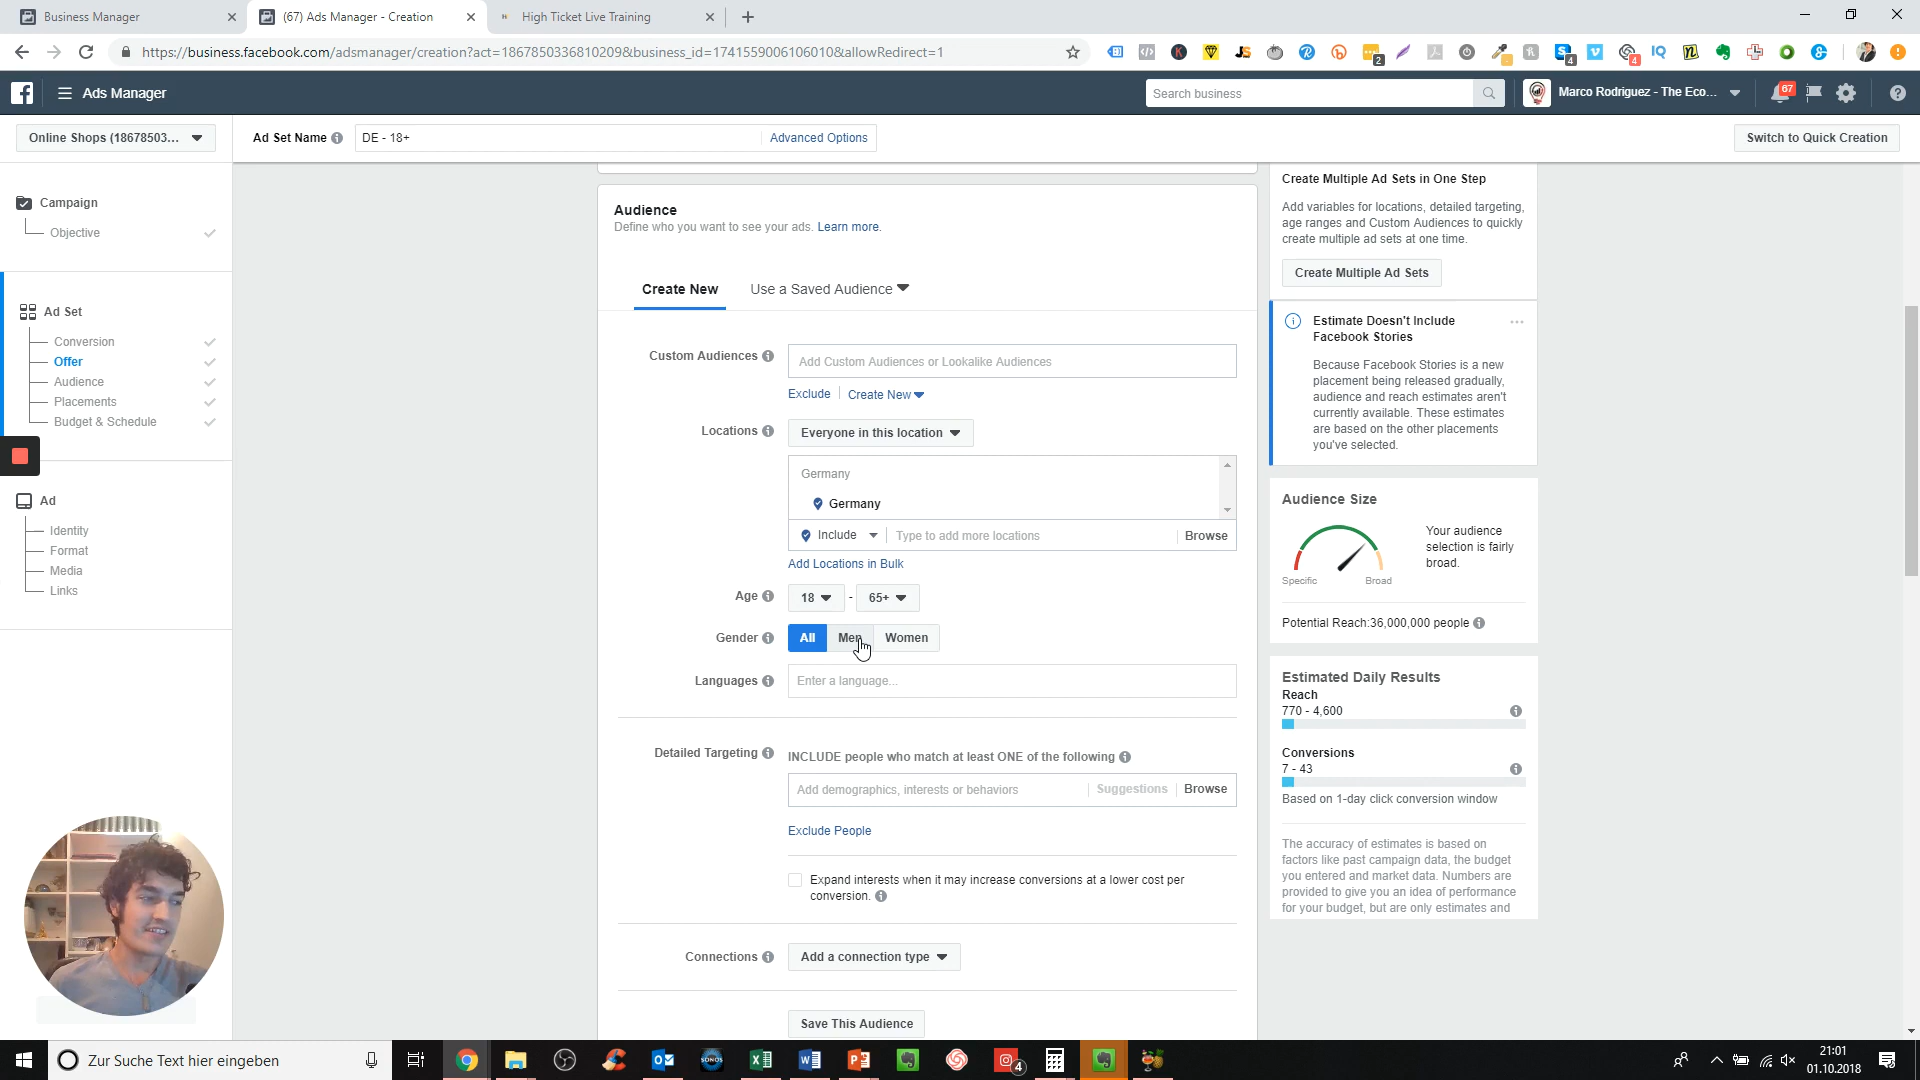 Business Manager
(67) Ads Manager - Creation
High Ticket Live Training
https://business.facebook.com/adsmanager/creation?act=1867850336810209&business_id=1741559006106010&allowRedirect=1
Ads Manager
Search business
Marco Rodriguez - The Eco...
67
Online Shops (18678503...
Ad Set Name
DE - 18+
Advanced Options
Switch to Quick Creation
Campaign
Objective
Ad Set
Conversion
Offer
Audience
Placements
Budget & Schedule
Ad
Identity
Format
Media
Links
Audience
Define who you want to see your ads. Learn more.
Create New
Use a Saved Audience
Custom Audiences
Add Custom Audiences or Lookalike Audiences
Exclude
Create New
Locations
Everyone in this location
Germany
Germany
Include
Type to add more locations
Browse
Add Locations in Bulk
Age
18
-
65+
Gender
All
Men
Women
Languages
Enter a language...
Detailed Targeting
INCLUDE people who match at least ONE of the following
Add demographics, interests or behaviors
Suggestions
Browse
Exclude People
Expand interests when it may increase conversions at a lower cost per
conversion.
Connections
Add a connection type
Save This Audience
Create Multiple Ad Sets in One Step
Add variables for locations, detailed targeting,
age ranges and Custom Audiences to quickly
create multiple ad sets at one time.
Create Multiple Ad Sets
Estimate Doesn't Include
Facebook Stories
Because Facebook Stories is a new
placement being released gradually,
audience and reach estimates aren't
currently available. These estimates
are based on the other placements
you've selected.
Audience Size
Your audience
selection is fairly
broad.
Specific
Broad
Potential Reach:36,000,000 people
Estimated Daily Results
Reach
770 - 4,600
Conversions
7 - 43
Based on 1-day click conversion window
The accuracy of estimates is based on
factors like past campaign data, the budget
you entered and market data. Numbers are
provided to give you an idea of performance
for your budget, but are only estimates and
Zur Suche Text hier eingeben
SONOS
4
21:01
01.10.2018